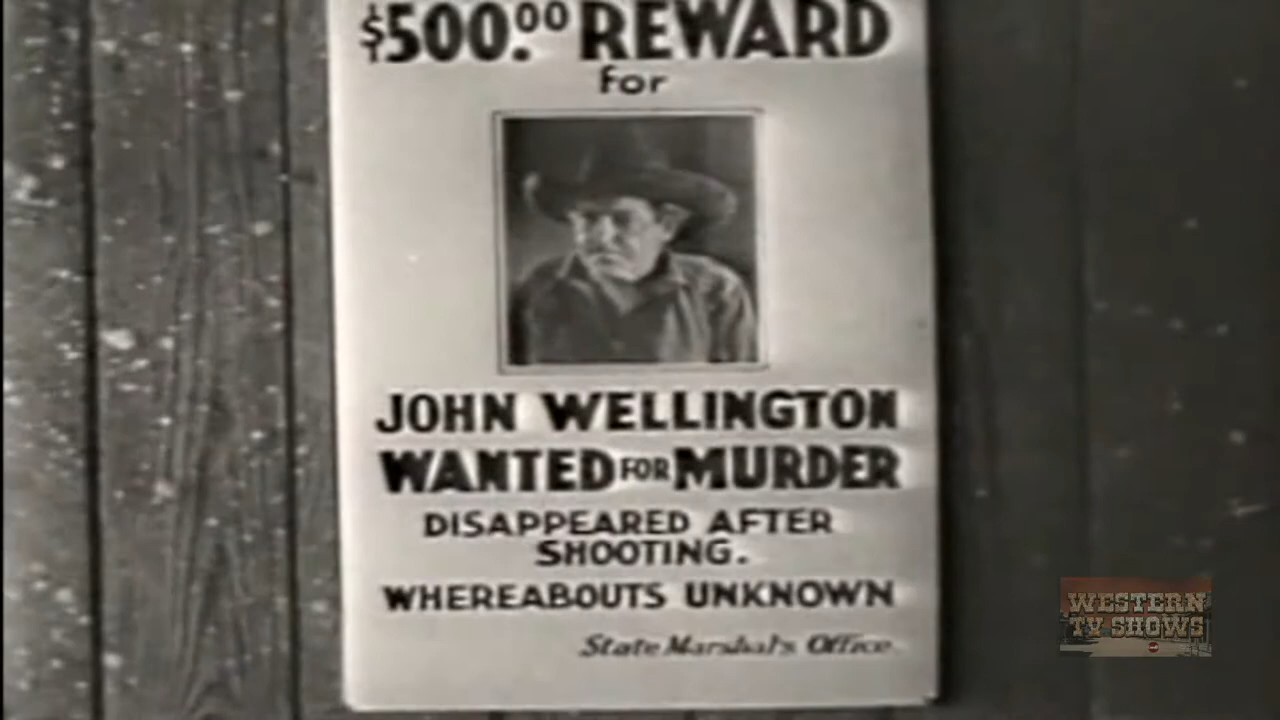 $500.00 REWARD
for
JOHN WELLINGTON
WANTED FOR MURDER
DISAPPEARED AFTER
SHOOTING.
WHEREABOUTS UNKNOWN
State Marshal's Office.
WESTERN
TV SHOWS